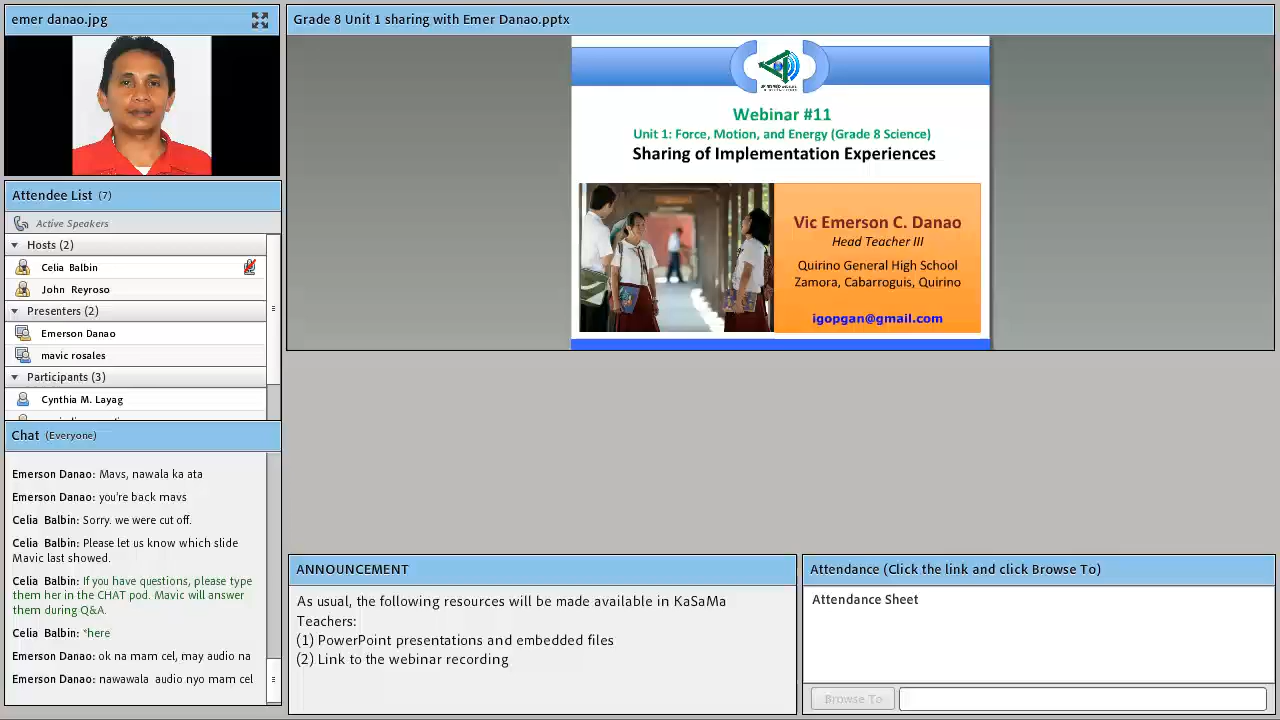 emer danao.jpg
Attendee List (7)
Active Speakers
Hosts (2)
Celia Balbin
John Reyroso
Presenters (2)
Emerson Danao
mavic rosales
Participants (3)
Cynthia M. Layag
Chat (Everyone)
Emerson Danao: Mavs, nawala ka ata
Emerson Danao: you're back mavs
Celia Balbin: Sorry. we were cut off.
Celia Balbin: Please let us know which slide
Mavic last showed.
Celia Balbin: If you have questions, please type
them her in the CHAT pod. Mavic will answer
them during Q&A.
Celia Balbin: *here
Emerson Danao: ok na mam cel, may audio na
Emerson Danao: nawawala audio nyo mam cel
Grade 8 Unit 1 sharing with Emer Danao.pptx
Webinar #11
Unit 1: Force, Motion, and Energy (Grade 8 Science)
Sharing of Implementation Experiences
Vic Emerson C. Danao
Head Teacher III
Quirino General High School
Zamora, Cabarroguis, Quirino
igopgan@gmail.com
ANNOUNCEMENT
As usual, the following resources will be made available in KaSaMa
Teachers:
(1) PowerPoint presentations and embedded files
(2) Link to the webinar recording
Attendance (Click the link and click Browse To)
Attendance Sheet
Browse To